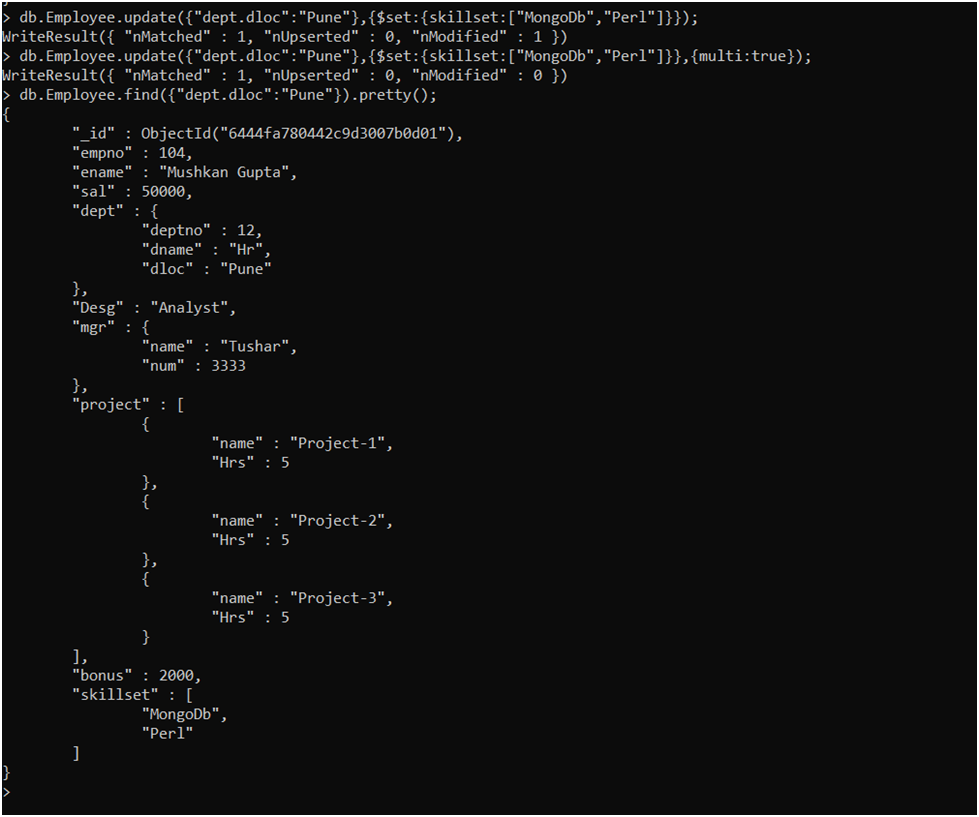 > db.Employee.update({"dept.dloc":"Pune"},{$set:{skillset:["MongoDb","Perl"]}});
WriteResult({ "nMatched" : 1, "nUpserted" : 0, "nModified" : 1 })
> db.Employee.update({"dept.dloc":"Pune"},{$set:{skillset:["MongoDb","Perl"]}},{multi:true});
WriteResult({ "nMatched" : 1, "nUpserted" : 0, "nModified" : 0 })
> db.Employee.find({"dept.dloc":"Pune"}).pretty();
{
        "_id" : ObjectId("6444fa780442c9d3007b0d01"),
        "empno" : 104,
        "ename" : "Mushkan Gupta",
        "sal" : 50000,
        "dept" : {
                "deptno" : 12,
                "dname" : "Hr",
                "dloc" : "Pune"
        },
        "Desg" : "Analyst",
        "mgr" : {
                "name" : "Tushar",
                "num" : 3333
        },
        "project" : [
                {
                        "name" : "Project-1",
                        "Hrs" : 5
                },
                {
                        "name" : "Project-2",
                        "Hrs" : 5
                },
                {
                        "name" : "Project-3",
                        "Hrs" : 5
                }
        ],
        "bonus" : 2000,
        "skillset" : [
                "MongoDb",
                "Perl"
        ]
}
>